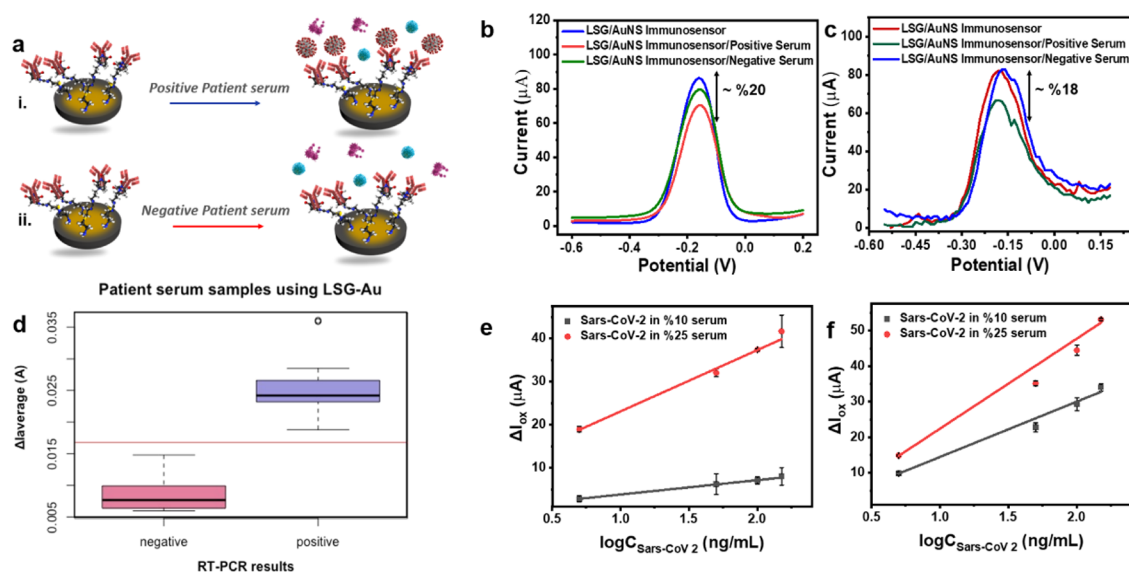 a
i.
Positive Patient serum
ii.
Negative Patient serum
b
LSG/AuNS Immunosensor
LSG/AuNS Immunosensor/Positive Serum
LSG/AuNS Immunosensor/Negative Serum
~ %20
Current (μA)
120
100
80
60
40
20
0
-0.6
-0.4
-0.2
0.0
0.2
Potential (V)
c
LSG/AuNS Immunosensor
LSG/AuNS Immunosensor/Positive Serum
LSG/AuNS Immunosensor/Negative Serum
~ %18
Current (μA)
100
80
60
40
20
0
-0.60
-0.45
-0.30
-0.15
0.00
0.15
Potential (V)
Patient serum samples using LSG-Au
d
ΔIaverage (A)
0.035
0.025
0.015
0.005
negative
positive
RT-PCR results
e
Sars-CoV-2 in %10 serum
Sars-CoV-2 in %25 serum
ΔIox (μA)
40
30
20
10
0.5
1.0
1.5
2.0
logCSars-CoV 2 (ng/mL)
f
Sars-CoV-2 in %10 serum
Sars-CoV-2 in %25 serum
ΔIox (μA)
50
40
30
20
10
0.5
1.0
1.5
2.0
logCSars-CoV 2 (ng/mL)